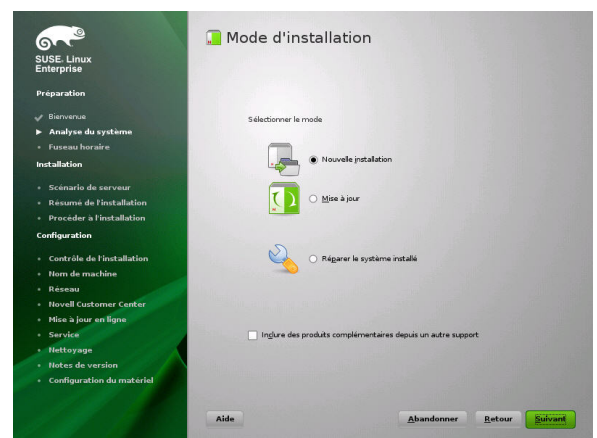 SUSE. Linux
Enterprise
Préparation
Bienvenue
Analyse du système
Fuseau horaire
Installation
Scénario de serveur
Résumé de l'installation
Procéder à l'installation
Configuration
Contrôle de l'installation
Nom de machine
Réseau
Novell Customer Center
Mise à jour en ligne
Service
Nettoyage
Notes de version
Configuration du matériel
Mode d'installation
Sélectionner le mode
Nouvelle installation
Mise à jour
Réparer le système installé
Inclure des produits complémentaires depuis un autre support
Aide
Abandonner
Retour
Suivant